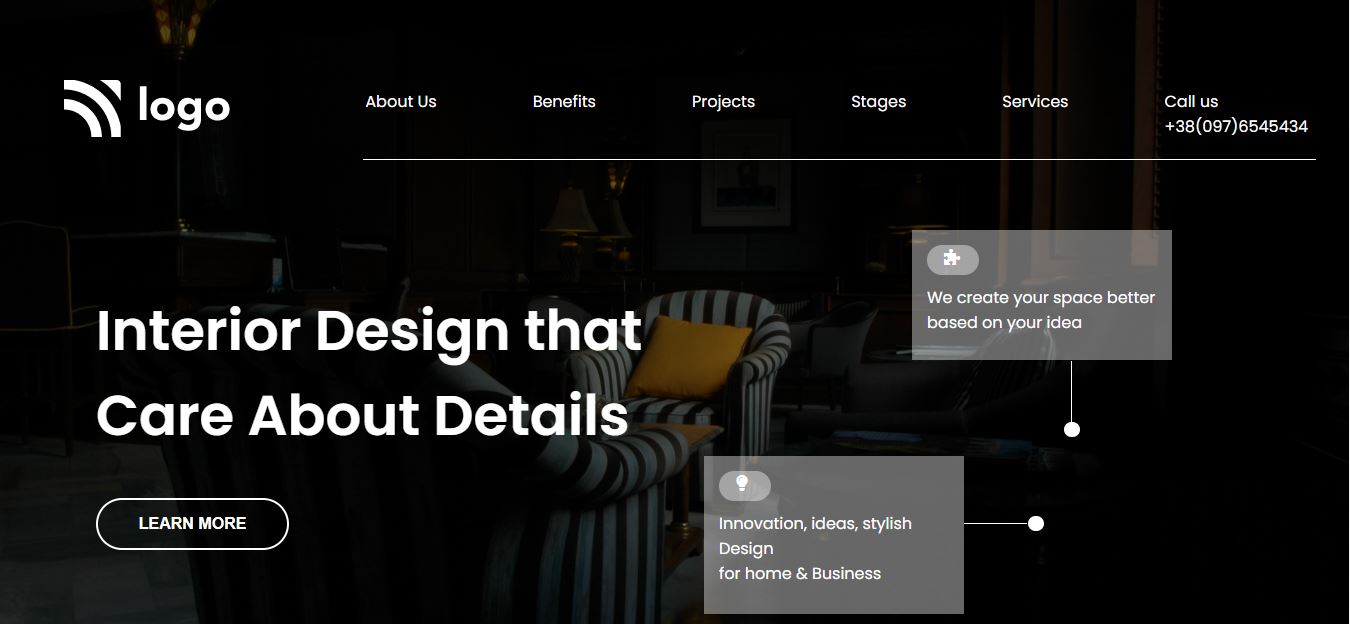 logo
About Us
Benefits
Projects
Stages
Services
Call us
+38(097)6545434
We create your space better
based on your idea
Interior Design that
Care About Details
LEARN MORE
Innovation, ideas, stylish
Design
for home & Business